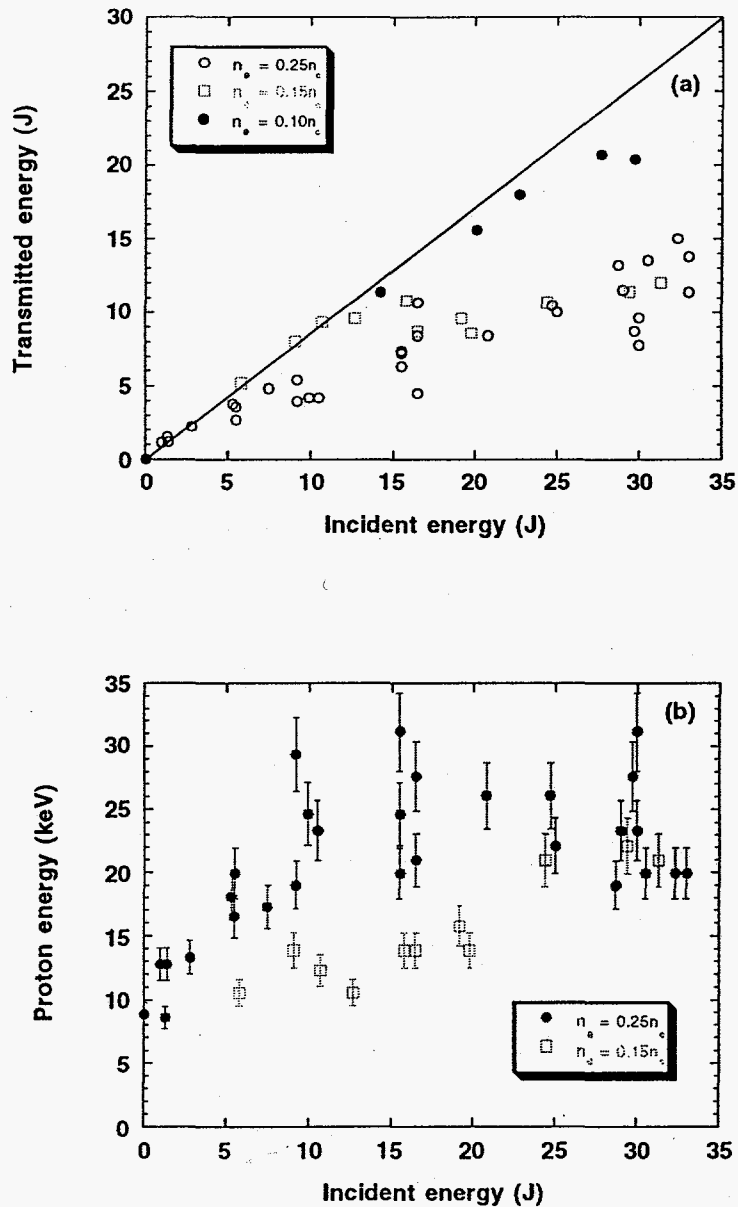 30
25
20
15
10
5
0
Transmitted energy (J)
n_e = 0.25n_c
n_e = 0.15n_c
n_e = 0.10n_c
(a)
0 5 10 15 20 25 30 35
Incident energy (J)
35
30
25
20
15
10
5
0
Proton energy (keV)
(b)
n_e = 0.25n_c
n_e = 0.15n_c
0 5 10 15 20 25 30 35
Incident energy (J)